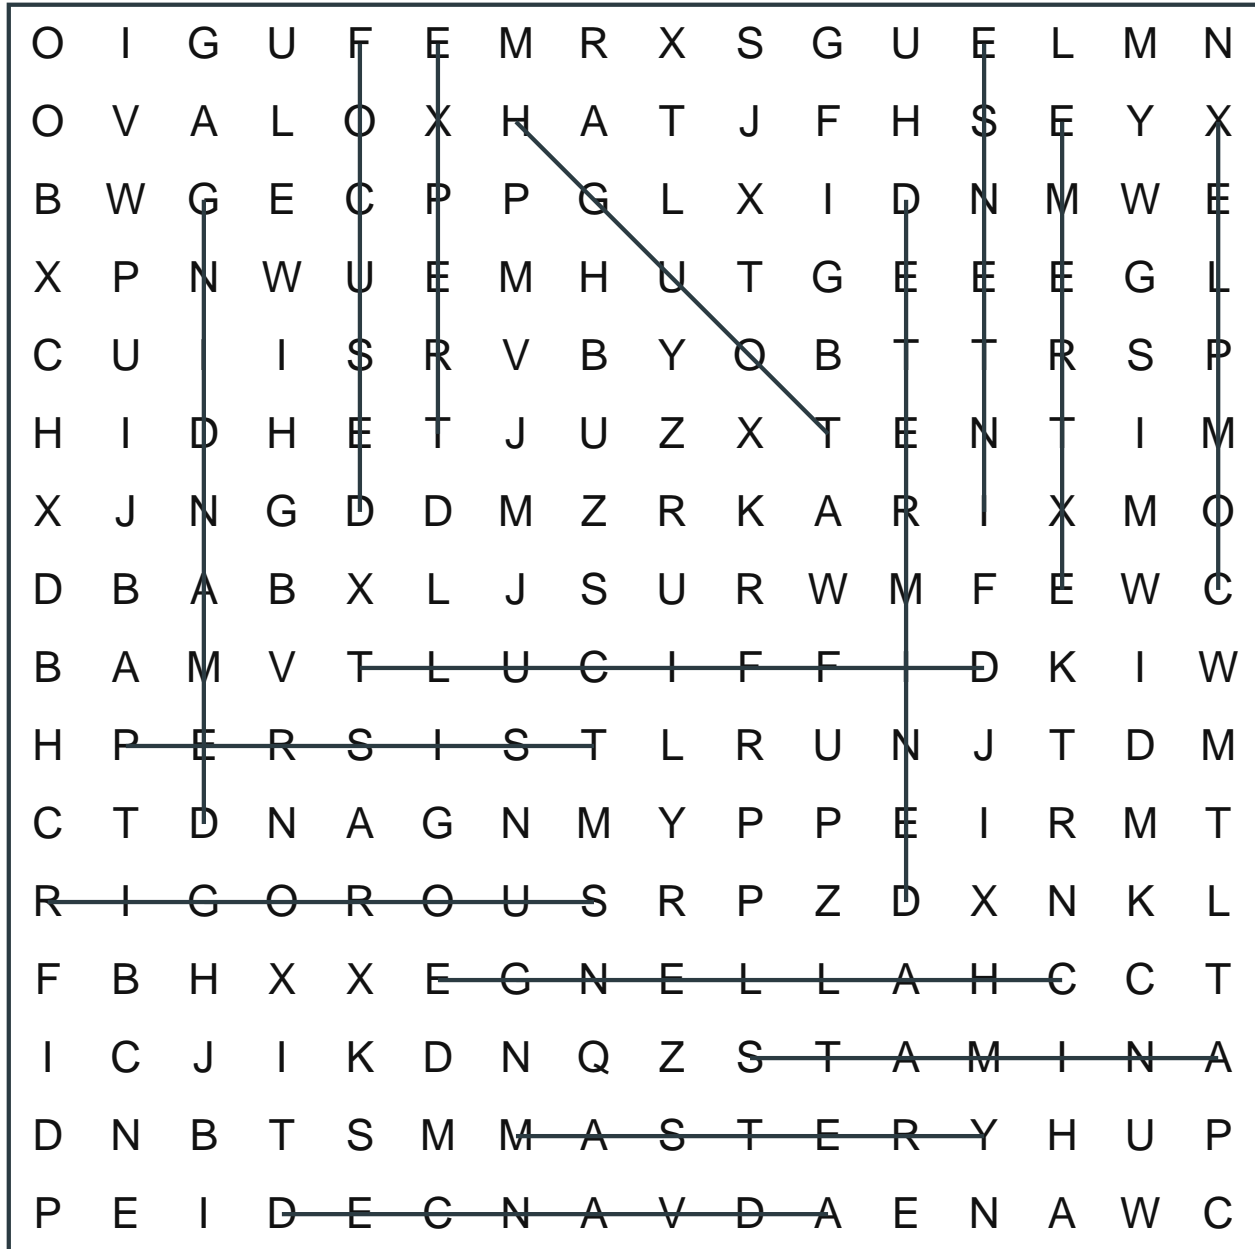 O I G U F E M R X S G U E L M N
O V A L O X H A T J F H S E Y X
B W G E C P P G L X I D N M W E
X P N W U E M H U T G E E E G L
C U I I S R V B Y O B T T R S P
H I D H E T J U Z X T E N T I M
X J N G D D M Z R K A R I X M O
D B A B X L J S U R W M F E W C
B A M V T L U C I F F I D K I W
H P E R S I S T L R U N J T D M
C T D N A G N M Y P P E I R M T
R I G O R O U S R P Z D X N K L
F B H X X E G N E L L A H C C T
I C J I K D N Q Z S T A M I N A
D N B T S M M A S T E R Y H U P
P E I D E C N A V D A E N A W C